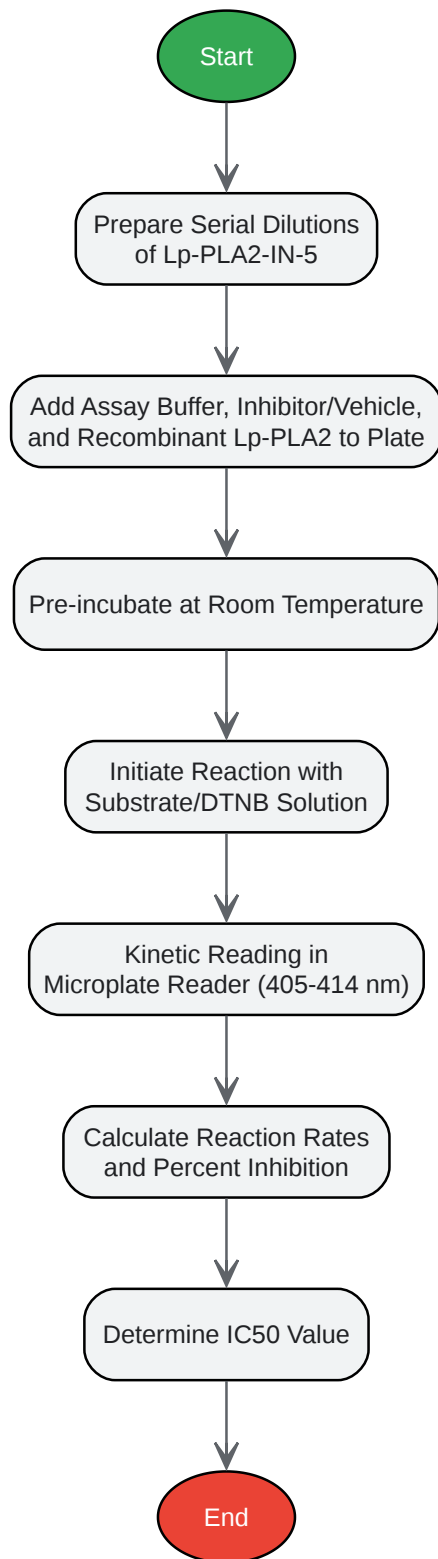 Start
Prepare Serial Dilutions
of Lp-PLA2-IN-5
Add Assay Buffer, Inhibitor/Vehicle,
and Recombinant Lp-PLA2 to Plate
Pre-incubate at Room Temperature
Initiate Reaction with
Substrate/DTNB Solution
Kinetic Reading in
Microplate Reader (405-414 nm)
Calculate Reaction Rates
and Percent Inhibition
Determine IC50 Value
End